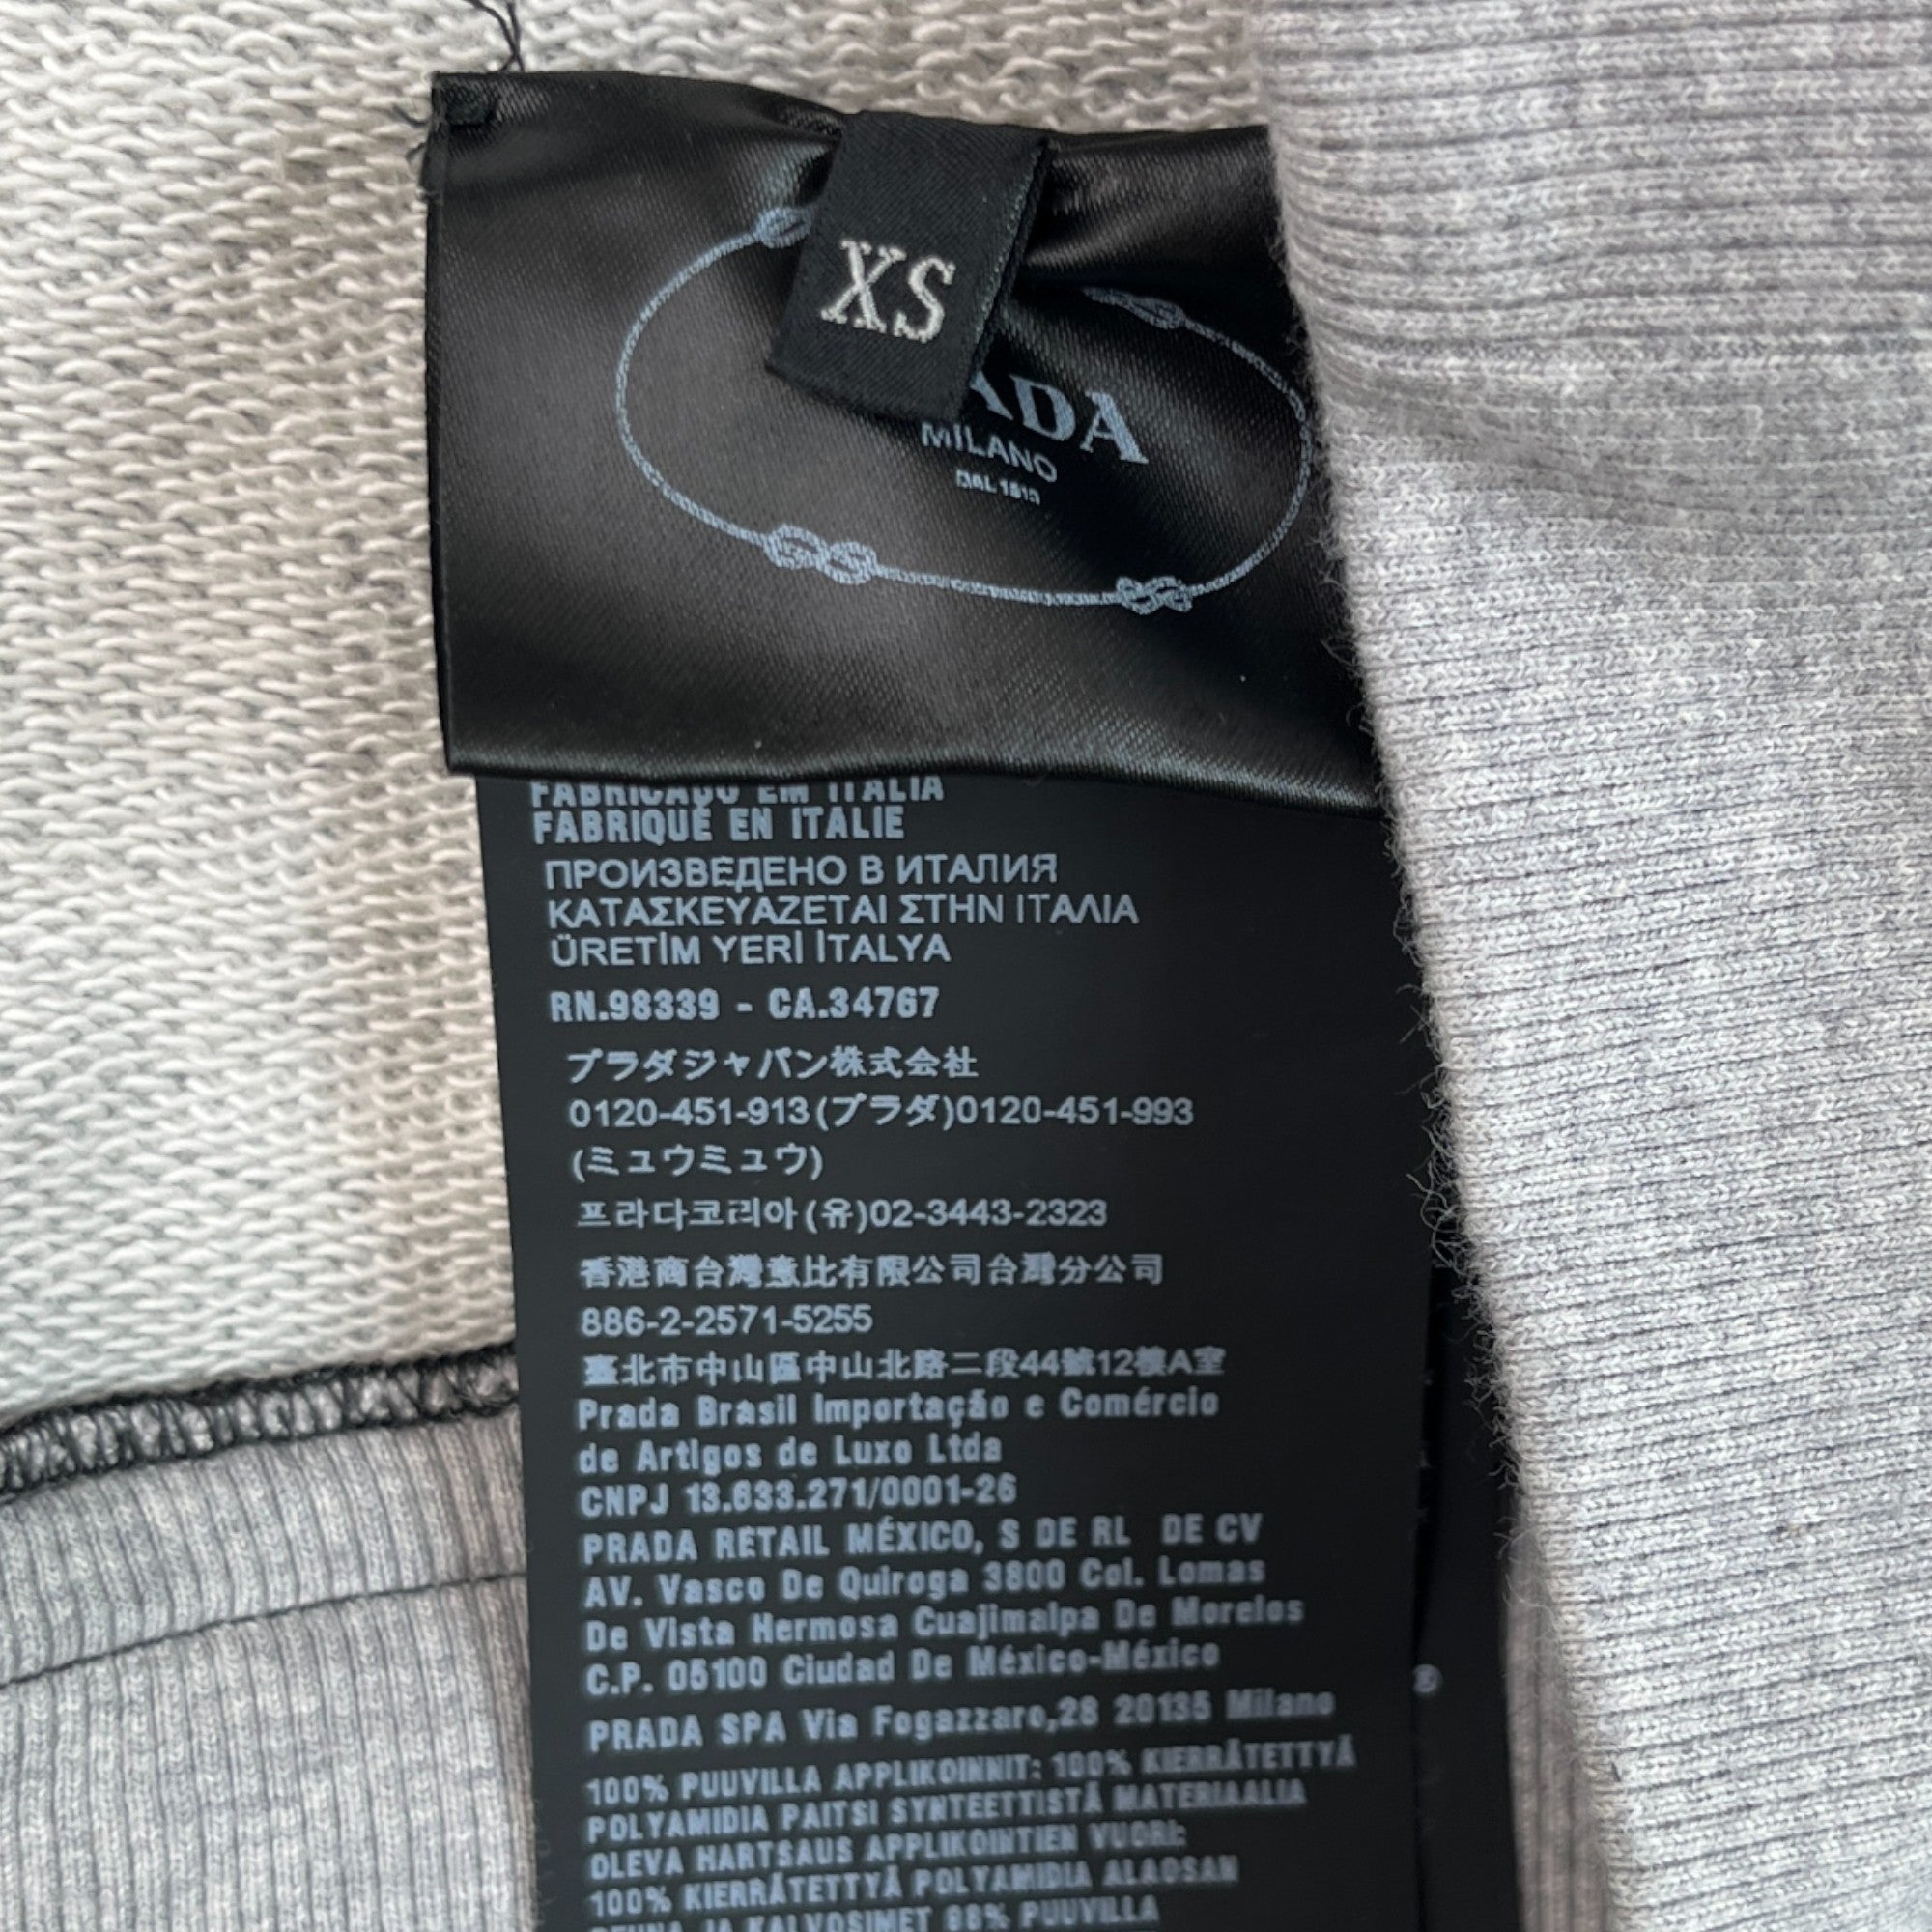 XS
MILANO
DAL 1913
FABRICADO EM ITALIA
FABRIQUÉ EN ITALIE
ПРОИЗВЕДЕНО В ИТАЛИЯ
ΚΑΤΑΣΚΕΥΑΖΕΤΑΙ ΣΤΗΝ ΙΤΑΛΙΑ
ÜRETİM YERİ İTALYA
RN.98339 - CA.34767
プラダジャパン株式会社
0120-451-913(プラダ)0120-451-993
(ミュウミュウ)
프라다코리아(유)02-3443-2323
香港商台灣意比有限公司台灣分公司
886-2-2571-5255
臺北市中山區中山北路二段44號12樓A室
Prada Brasil Importação e Comércio
de Artigos de Luxo Ltda
CNPJ 13.633.271/0001-26
PRADA RETAIL MÉXICO, S DE RL DE CV
AV. Vasco De Quiroga 3800 Col. Lomas
De Vista Hermosa Cuajimalpa De Morelos
C.P. 05100 Ciudad De México-México
PRADA SPA Via Fogazzaro,28 20135 Milano
100% PUUVILLA APPLIKOINNIT: 100% KIERRÄTETTYÄ
POLYAMIDIA PAITSI SYNTEETTISTÄ MATERIAALIA
OLEVA HARTSAUS APPLIKOINTIEN VUORI:
100% KIERRÄTETTYÄ POLYAMIDIA ALAOSAN
REUNA JA KALVOSIMET 98% PUUVILLA